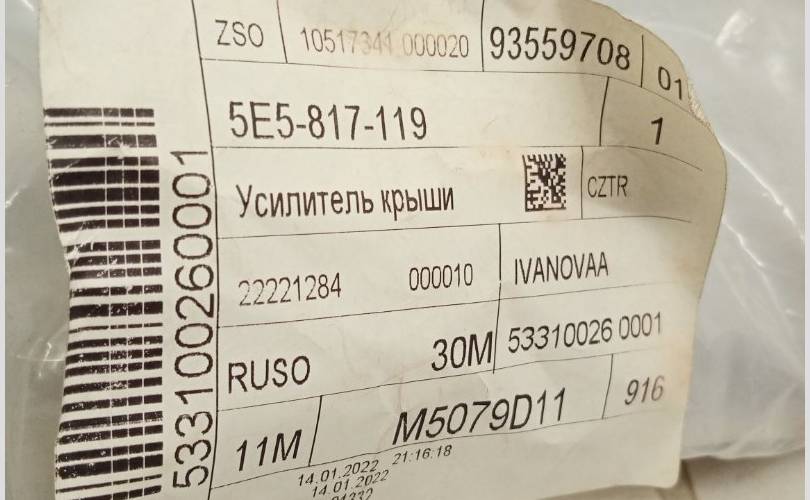 ZSO 10517341 000020 93559708 01
5E5-817-119 1
Усилитель крыши CZTR
22221284 000010 IVANOVAA
RUSO 30M 53310026 0001
11M M5079D11 916
14.01.2022 21:16:18
14.01.2022
533100260001